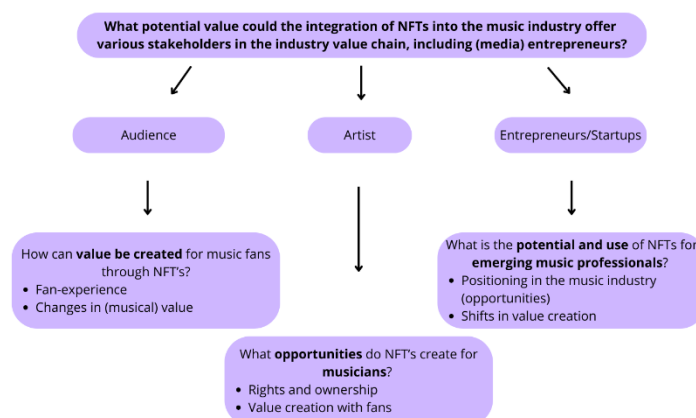 What potential value could the integration of NFTs into the music industry offer
various stakeholders in the industry value chain, including (media) entrepreneurs?
Audience
Artist
Entrepreneurs/Startups
How can value be created for music fans
through NFT's?
• Fan-experience
• Changes in (musical) value
What is the potential and use of NFTs for
emerging music professionals?
• Positioning in the music industry
(opportunities)
• Shifts in value creation
What opportunities do NFT's create for
musicians?
• Rights and ownership
• Value creation with fans